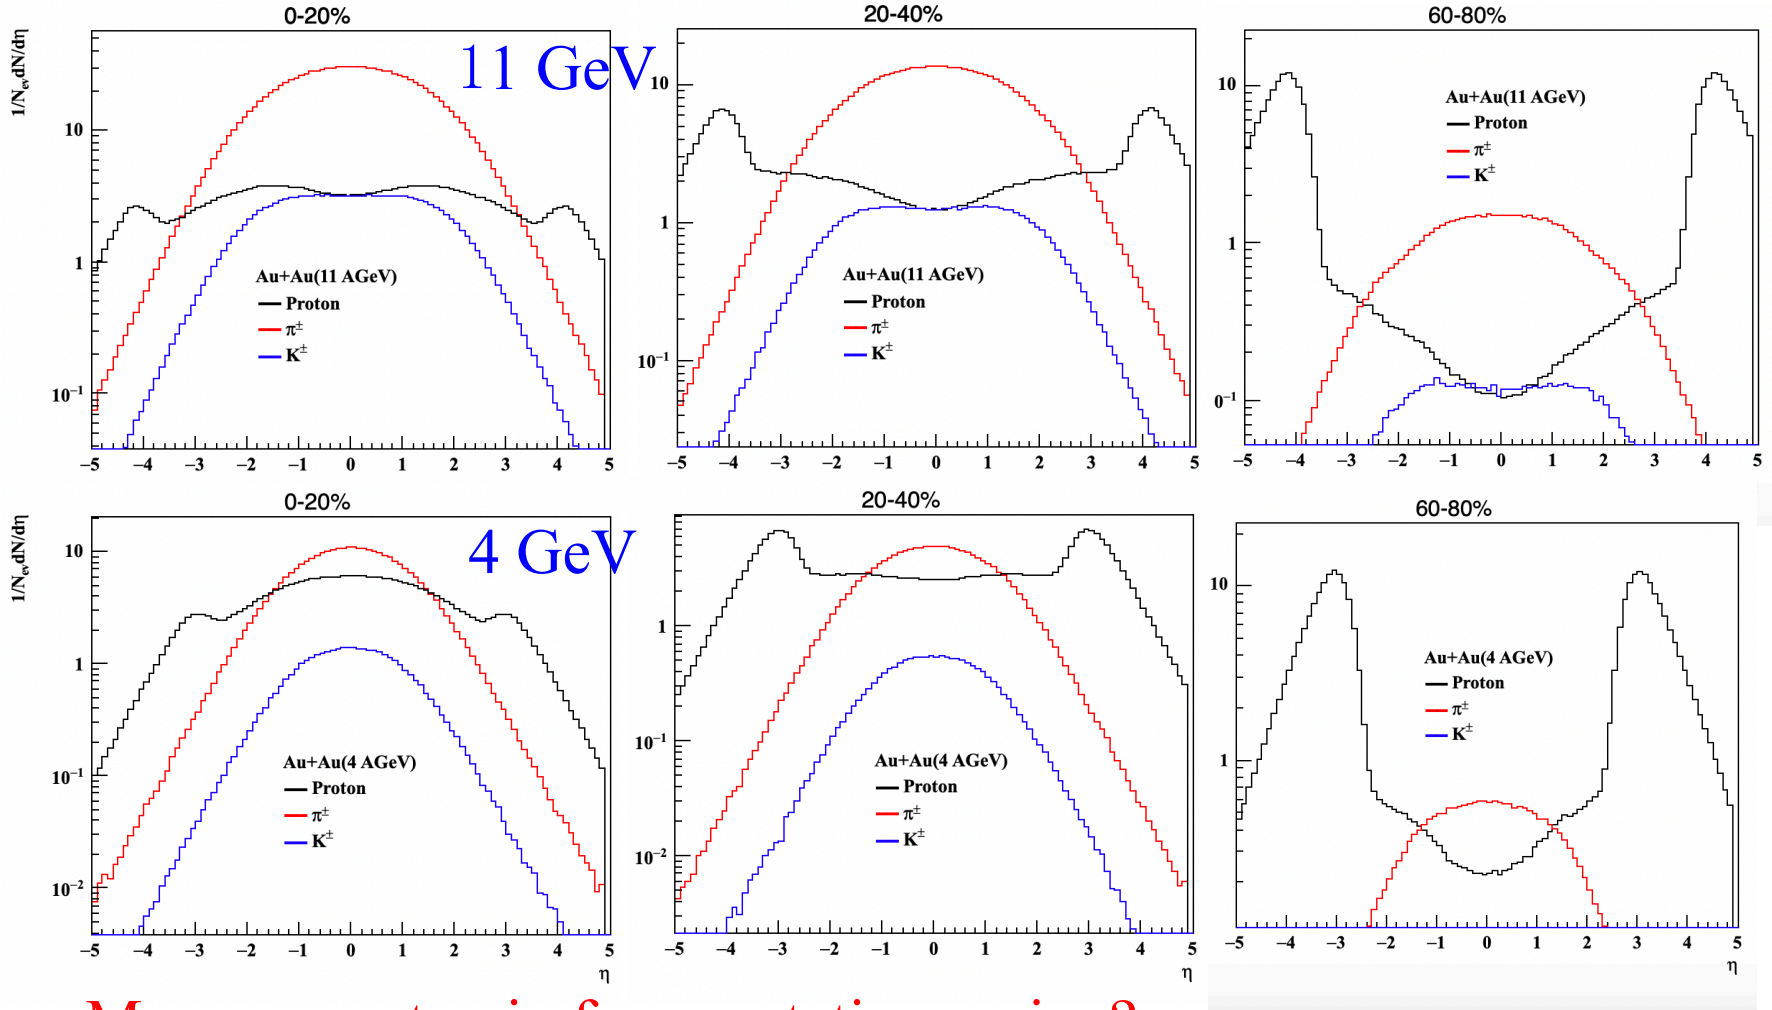 0-20%
20-40%
60-80%
11 GeV
1/N_ev dN/dη
10
1
10⁻¹
Au+Au(11 AGeV)
Proton
π±
K±
−5 −4 −3 −2 −1 0 1 2 3 4 5
10
1
10⁻¹
Au+Au(11 AGeV)
Proton
π±
K±
−5 −4 −3 −2 −1 0 1 2 3 4 5
10
1
10⁻¹
Au+Au(11 AGeV)
Proton
π±
K±
−5 −4 −3 −2 −1 0 1 2 3 4 5
0-20%
20-40%
60-80%
4 GeV
1/N_ev dN/dη
10
1
10⁻¹
10⁻²
Au+Au(4 AGeV)
Proton
π±
K±
−5 −4 −3 −2 −1 0 1 2 3 4 5
η
1
10⁻¹
10⁻²
Au+Au(4 AGeV)
Proton
π±
K±
−5 −4 −3 −2 −1 0 1 2 3 4 5
η
10
1
Au+Au(4 AGeV)
Proton
π±
K±
−5 −4 −3 −2 −1 0 1 2 3 4 5
η